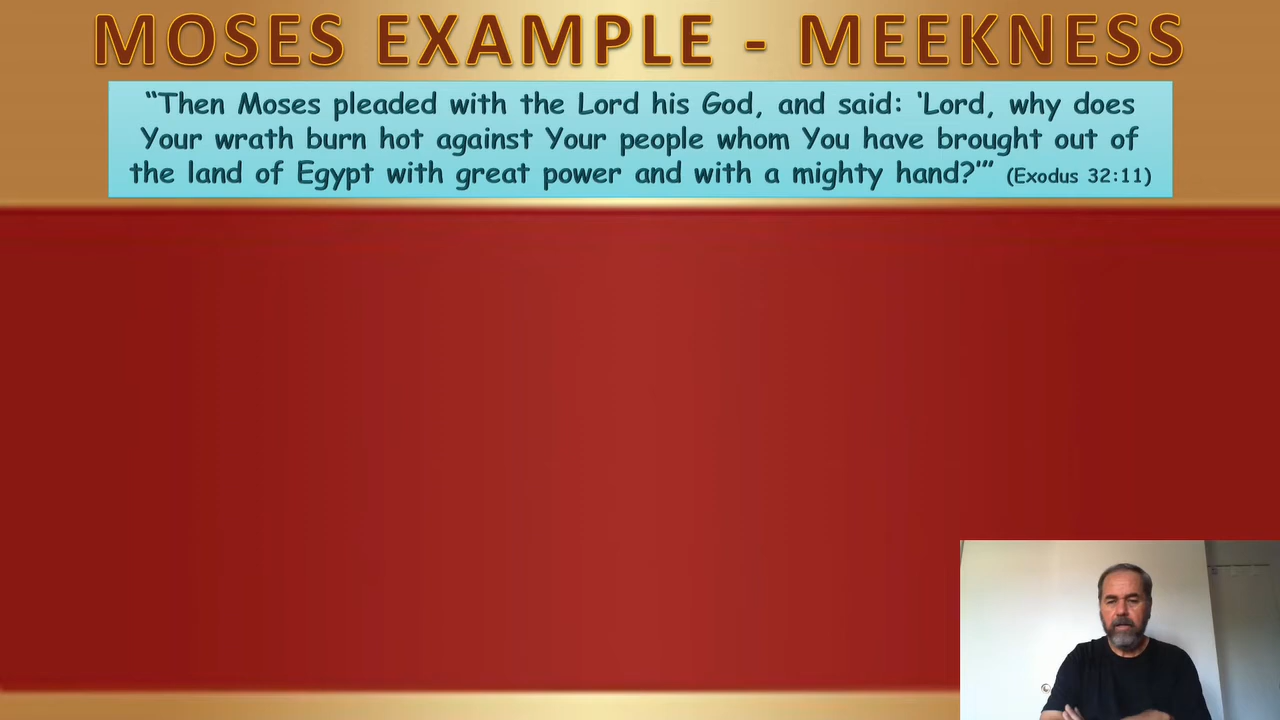 MOSES EXAMPLE - MEEKNESS
“Then Moses pleaded with the Lord his God, and said: ‘Lord, why does
Your wrath burn hot against Your people whom You have brought out of
the land of Egypt with great power and with a mighty hand?’” (Exodus 32:11)